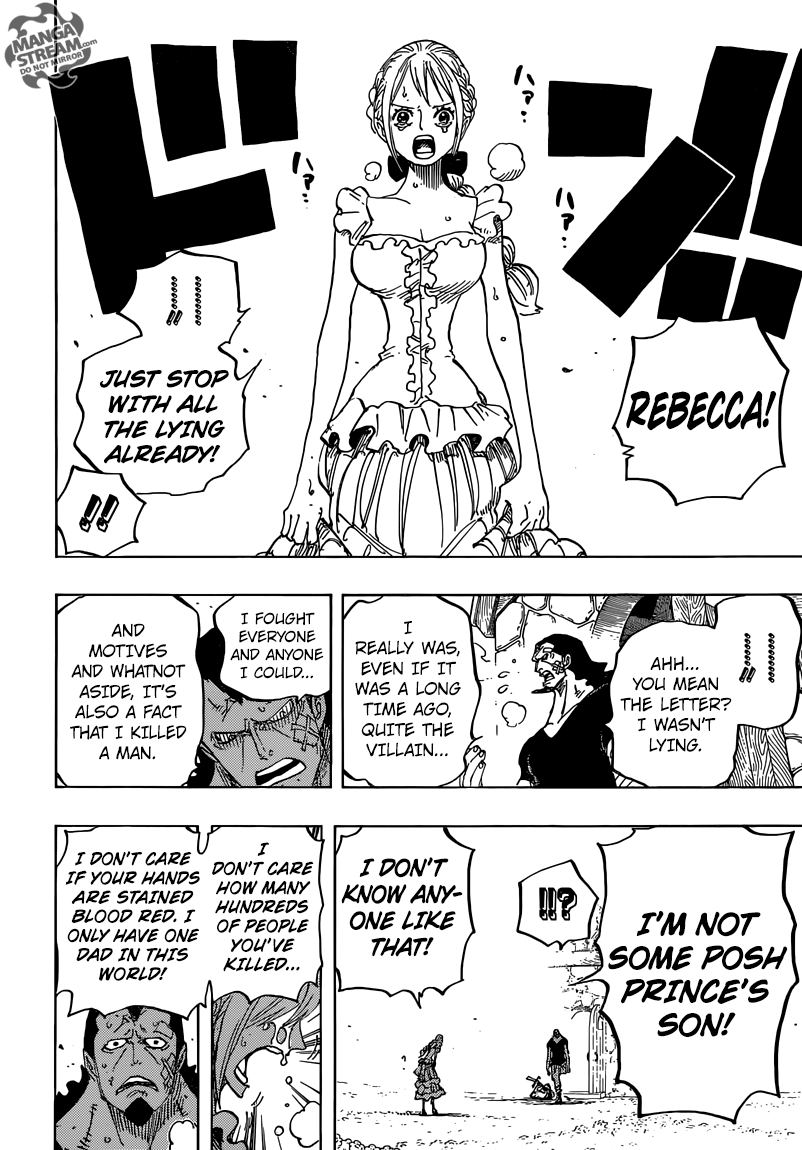 MANGA
STREAM.com
DO NOT MIRROR
ドーン!!
ハァ?
ハァ?
ハァ?
REBECCA!
!!
JUST STOP
WITH ALL
THE LYING
ALREADY!
!!
!!
AHH...
YOU MEAN
THE LETTER?
I WASN'T
LYING.
I
REALLY WAS,
EVEN IF IT
WAS A LONG
TIME AGO,
QUITE THE
VILLAIN...
I FOUGHT
EVERYONE
AND ANYONE
I COULD...
AND
MOTIVES
AND WHATNOT
ASIDE, IT'S
ALSO A FACT
THAT I KILLED
A MAN.
I'M NOT
SOME POSH
PRINCE'S
SON!
!!?
I DON'T
KNOW ANY-
ONE LIKE
THAT!
I
DON'T CARE
HOW MANY
HUNDREDS
OF PEOPLE
YOU'VE
KILLED...
I DON'T CARE
IF YOUR HANDS
ARE STAINED
BLOOD RED. I
ONLY HAVE ONE
DAD IN THIS
WORLD!